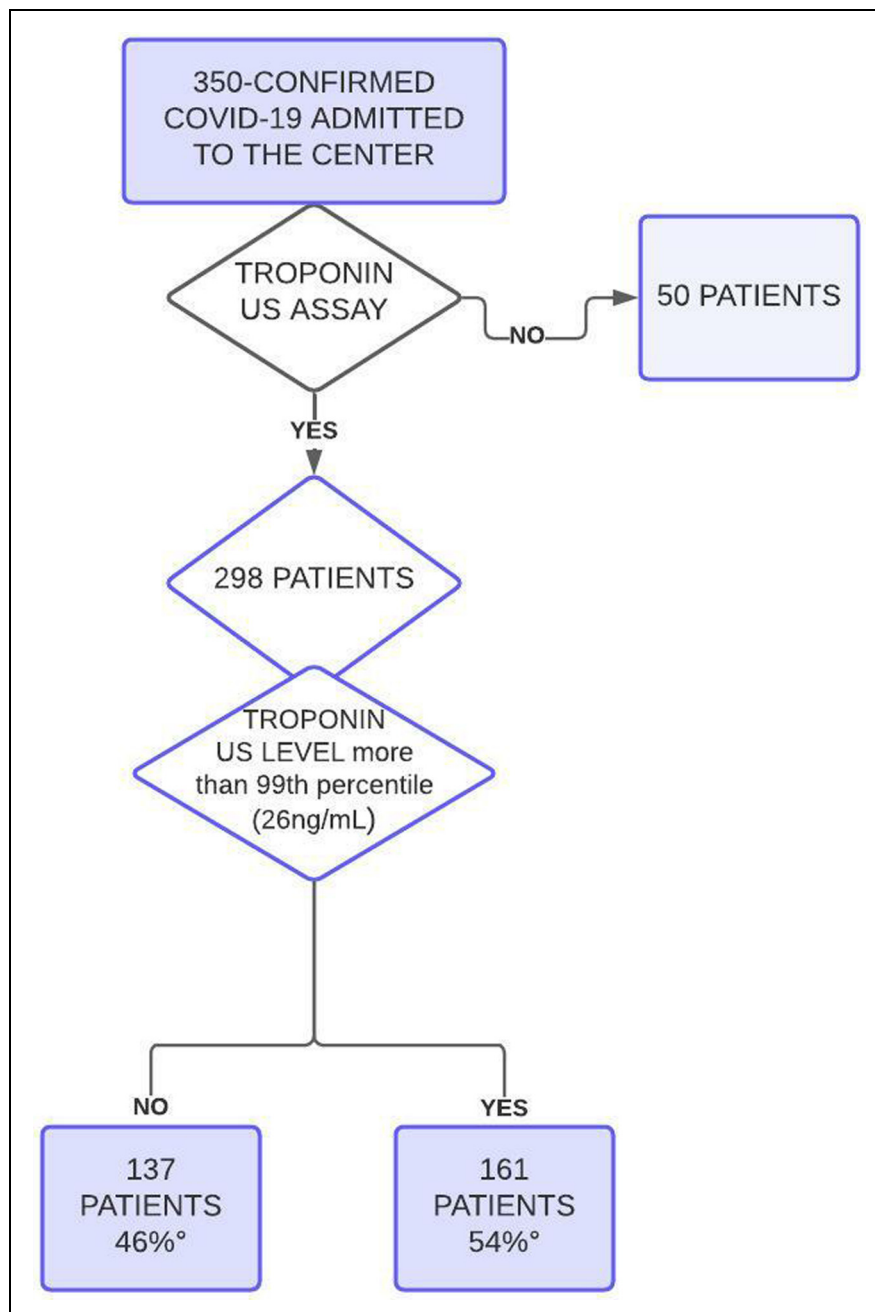 350-CONFIRMED
COVID-19 ADMITTED
TO THE CENTER
TROPONIN
US ASSAY
NO
50 PATIENTS
YES
298 PATIENTS
TROPONIN
US LEVEL more
than 99th percentile
(26ng/mL)
NO
YES
137
PATIENTS
46%°
161
PATIENTS
54%°